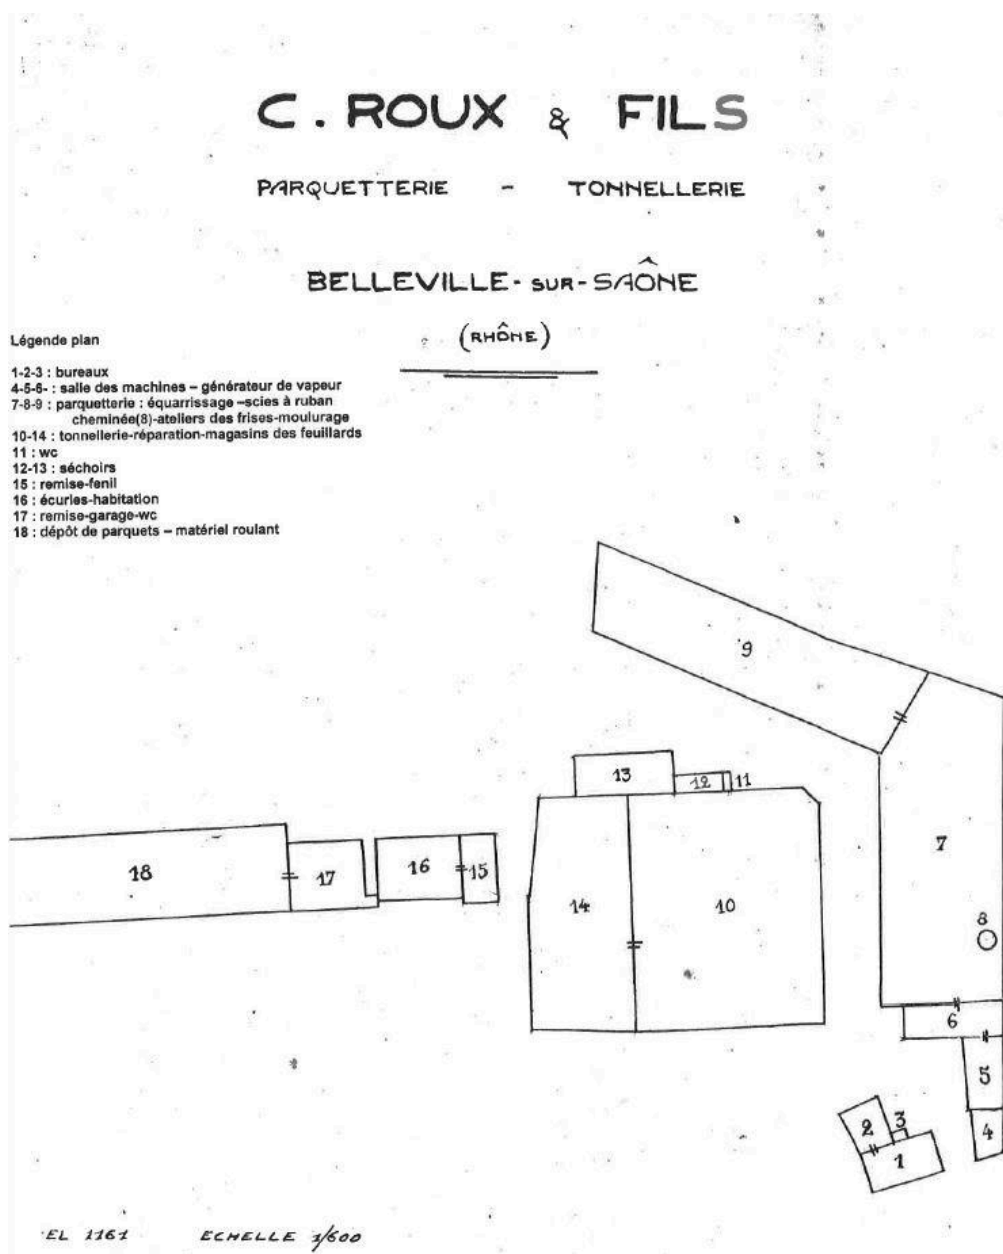 C. ROUX & FILS
PARQUETTERIE - TONNELLERIE
BELLEVILLE-SUR-SAÔNE
(RHÔNE)
Légende plan
1-2-3 : bureaux
4-5-6- : salle des machines – générateur de vapeur
7-8-9 : parquetterie : équarrissage –scies à ruban
cheminée(8)-ateliers des frises-moulurage
10-14 : tonnellerie-réparation-magasins des feuillards
11 : wc
12-13 : séchoirs
15 : remise-fenil
16 : écuries-habitation
17 : remise-garage-wc
18 : dépôt de parquets – matériel roulant
9
13
12
11
7
18
17
16
15
14
10
8
6
5
2
3
4
1
EL 1161 ECHELLE 1/600